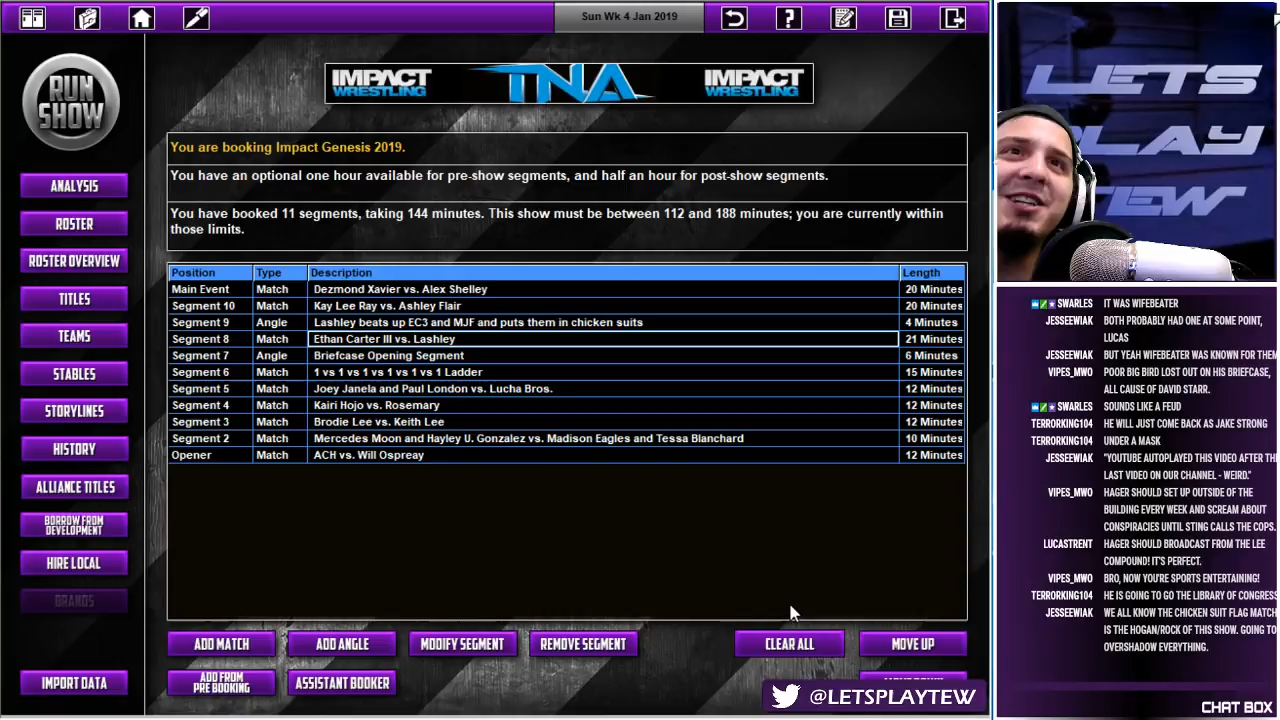 Sun Wk 4 Jan 2019
RUN SHOW
ANALYSIS
ROSTER
ROSTER OVERVIEW
TITLES
TEAMS
STABLES
STORYLINES
HISTORY
ALLIANCE TITLES
BORROW FROM DEVELOPMENT
HIRE LOCAL
BRANDS
IMPORT DATA
IMPACT WRESTLING TNA IMPACT WRESTLING
You are booking Impact Genesis 2019.
You have an optional one hour available for pre-show segments, and half an hour for post-show segments.
You have booked 11 segments, taking 144 minutes. This show must be between 112 and 188 minutes; you are currently within
those limits.
Position Type Description Length
Main Event Match Dezmond Xavier vs. Alex Shelley 20 Minutes
Segment 10 Match Kay Lee Ray vs. Ashley Flair 20 Minutes
Segment 9 Angle Lashley beats up EC3 and MJF and puts them in chicken suits 4 Minutes
Segment 8 Match Ethan Carter III vs. Lashley 21 Minutes
Segment 7 Angle Briefcase Opening Segment 6 Minutes
Segment 6 Match 1 vs 1 vs 1 vs 1 vs 1 vs 1 Ladder 15 Minutes
Segment 5 Match Joey Janela and Paul London vs. Lucha Bros. 12 Minutes
Segment 4 Match Kairi Hojo vs. Rosemary 12 Minutes
Segment 3 Match Brodie Lee vs. Keith Lee 12 Minutes
Segment 2 Match Mercedes Moon and Hayley U. Gonzalez vs. Madison Eagles and Tessa Blanchard 10 Minutes
Opener Match ACH vs. Will Ospreay 12 Minutes
ADD MATCH ADD ANGLE MODIFY SEGMENT REMOVE SEGMENT CLEAR ALL MOVE UP
ADD FROM PRE BOOKING ASSISTANT BOOKER
@LETSPLAYTEW
LETS
PLAY
TEW
SWARLES IT WAS WIFEBEATER
JESSEEWIAK BOTH PROBABLY HAD ONE AT SOME POINT,
LUCAS
JESSEEWIAK BUT YEAH WIFEBEATER WAS KNOWN FOR THEM
VIPES_MWO POOR BIG BIRD LOST OUT ON HIS BRIEFCASE,
ALL CAUSE OF DAVID STARR.
SWARLES SOUNDS LIKE A FEUD
TERRORKING104 HE WILL JUST COME BACK AS JAKE STRONG
TERRORKING104 UNDER A MASK
JESSEEWIAK "YOUTUBE AUTOPLAYED THIS VIDEO AFTER THE
LAST VIDEO ON OUR CHANNEL - WEIRD."
VIPES_MWO HAGER SHOULD SET UP OUTSIDE OF THE
BUILDING EVERY WEEK AND SCREAM ABOUT
CONSPIRACIES UNTIL STING CALLS THE COPS.
LUCASTRENT HAGER SHOULD BROADCAST FROM THE LEE
COMPOUND! IT'S PERFECT.
VIPES_MWO BRO, NOW YOU'RE SPORTS ENTERTAINING!
TERRORKING104 HE IS GOING TO GO THE LIBRARY OF CONGRESS
JESSEEWIAK WE ALL KNOW THE CHICKEN SUIT FLAG MATCH
IS THE HOGAN/ROCK OF THIS SHOW. GOING TO
OVERSHADOW EVERYTHING.
CHAT BOX